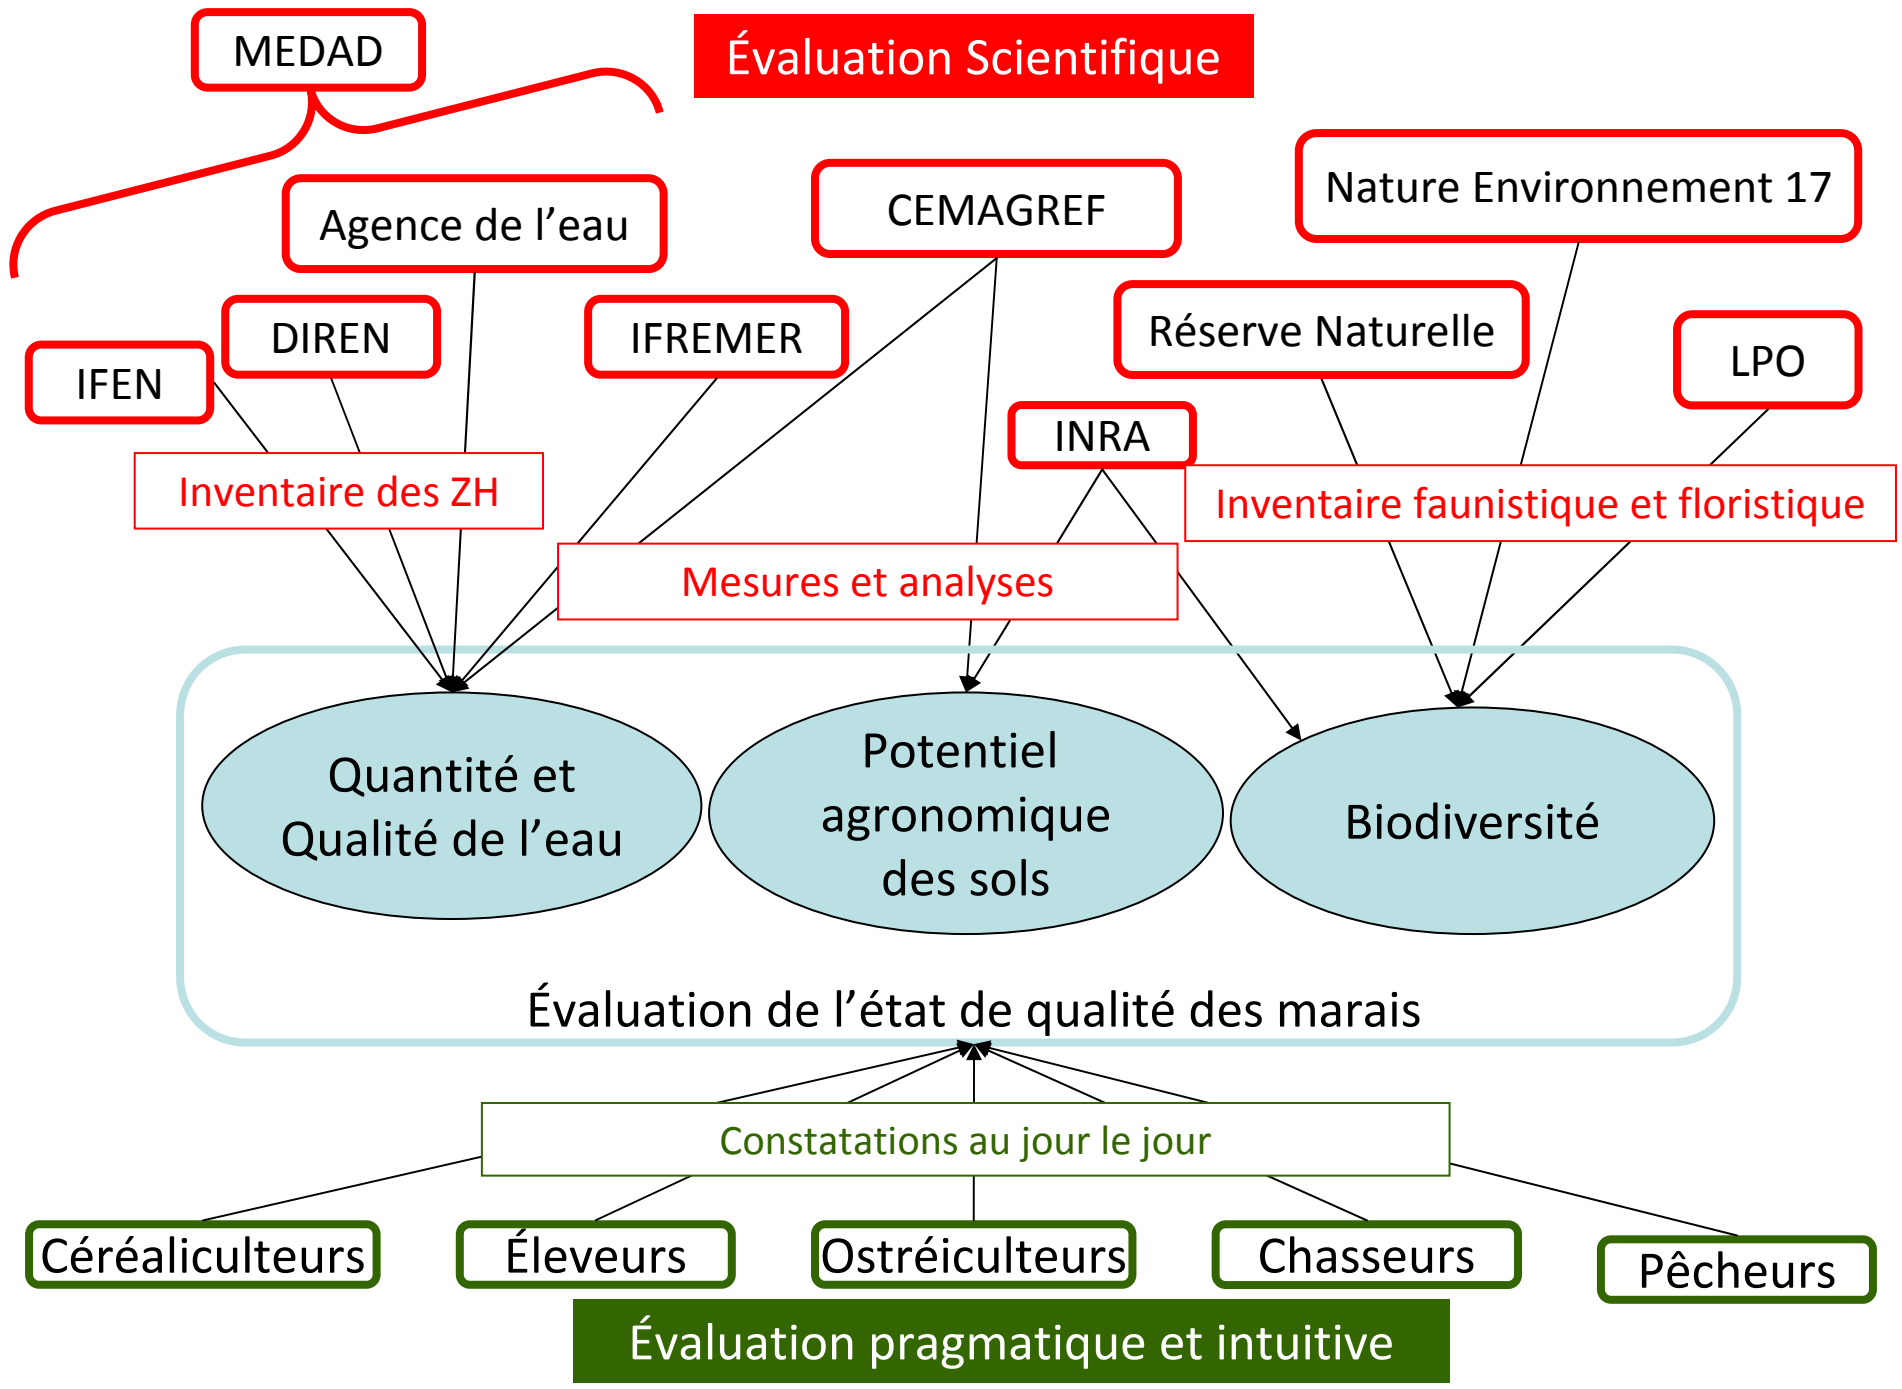 MEDAD
Évaluation Scientifique
Nature Environnement 17
Agence de l’eau
CEMAGREF
DIREN
IFREMER
Réserve Naturelle
LPO
IFEN
INRA
Inventaire des ZH
Inventaire faunistique et floristique
Mesures et analyses
Quantité et
Qualité de l’eau
Potentiel
agronomique
des sols
Biodiversité
Évaluation de l’état de qualité des marais
Constatations au jour le jour
Céréaliculteurs
Éleveurs
Ostréiculteurs
Chasseurs
Pêcheurs
Évaluation pragmatique et intuitive